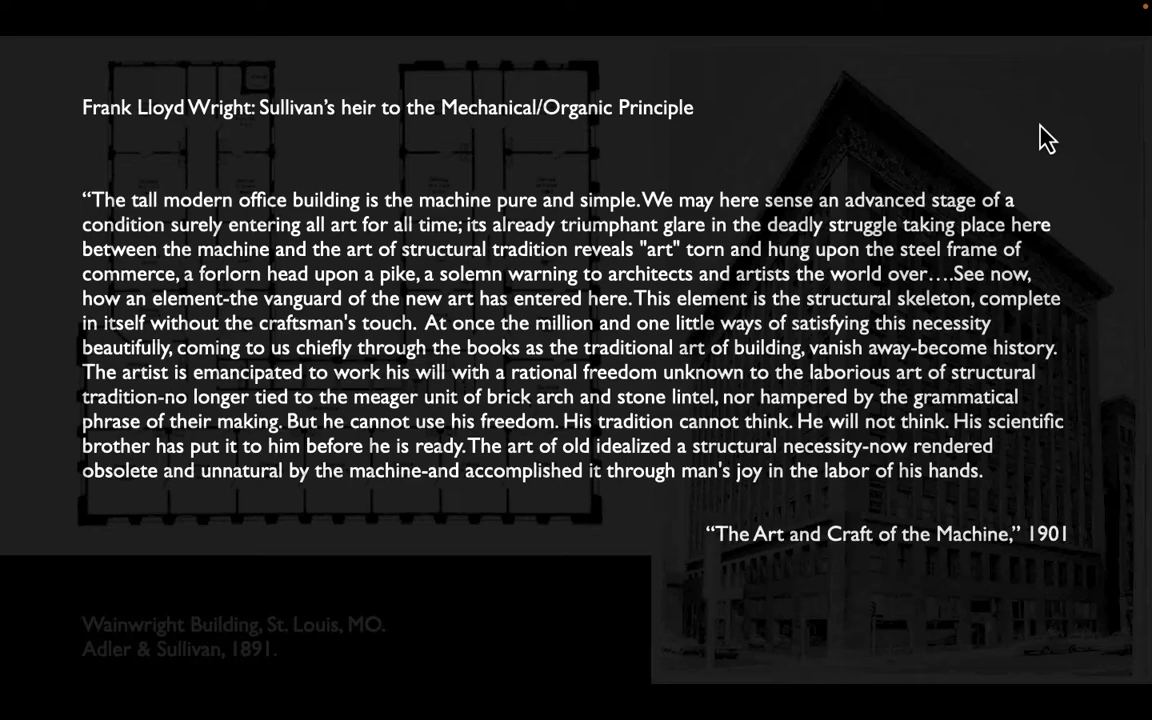 Frank Lloyd Wright: Sullivan’s heir to the Mechanical/Organic Principle
“The tall modern office building is the machine pure and simple. We may here sense an advanced stage of a
condition surely entering all art for all time; its already triumphant glare in the deadly struggle taking place here
between the machine and the art of structural tradition reveals "art" torn and hung upon the steel frame of
commerce, a forlorn head upon a pike, a solemn warning to architects and artists the world over….See now,
how an element-the vanguard of the new art has entered here. This element is the structural skeleton, complete
in itself without the craftsman's touch. At once the million and one little ways of satisfying this necessity
beautifully, coming to us chiefly through the books as the traditional art of building, vanish away-become history.
The artist is emancipated to work his will with a rational freedom unknown to the laborious art of structural
tradition-no longer tied to the meager unit of brick arch and stone lintel, nor hampered by the grammatical
phrase of their making. But he cannot use his freedom. His tradition cannot think. He will not think. His scientific
brother has put it to him before he is ready. The art of old idealized a structural necessity-now rendered
obsolete and unnatural by the machine-and accomplished it through man's joy in the labor of his hands.
“The Art and Craft of the Machine,” 1901
Wainwright Building, St. Louis, MO.
Adler & Sullivan, 1891.